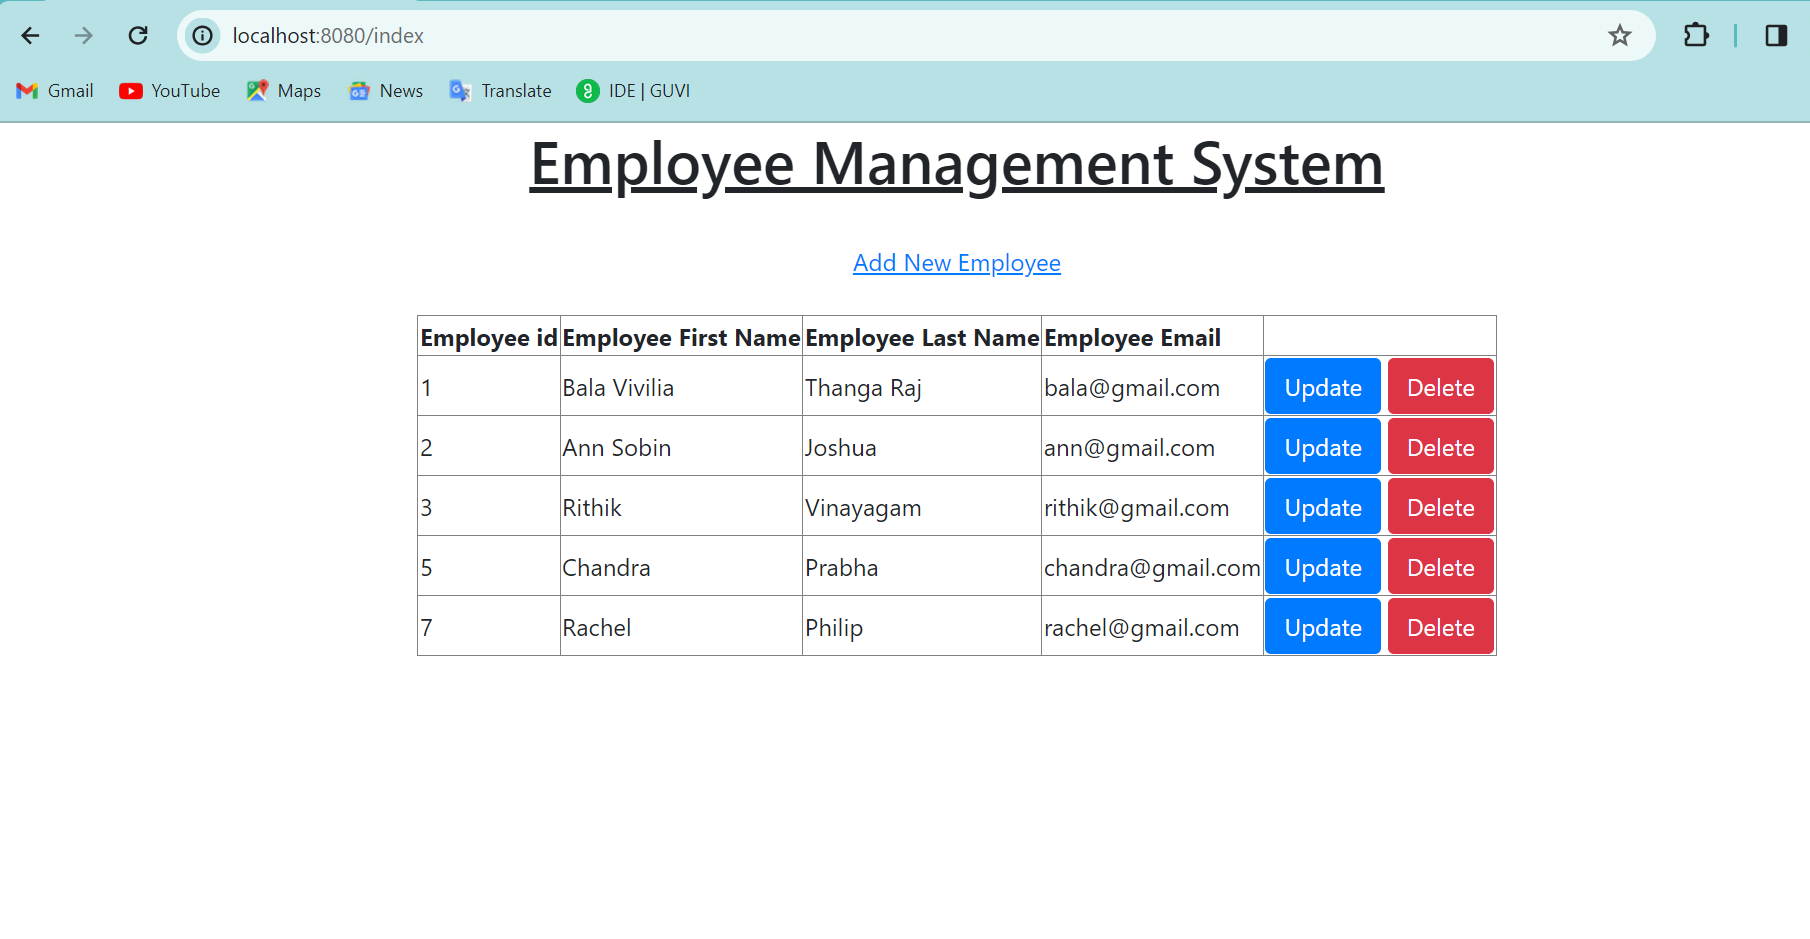 localhost:8080/index
Gmail YouTube Maps News Translate IDE | GUVI
Employee Management System
Add New Employee
Employee id Employee First Name Employee Last Name Employee Email
1 Bala Vivilia Thanga Raj bala@gmail.com Update Delete
2 Ann Sobin Joshua ann@gmail.com Update Delete
3 Rithik Vinayagam rithik@gmail.com Update Delete
5 Chandra Prabha chandra@gmail.com Update Delete
7 Rachel Philip rachel@gmail.com Update Delete